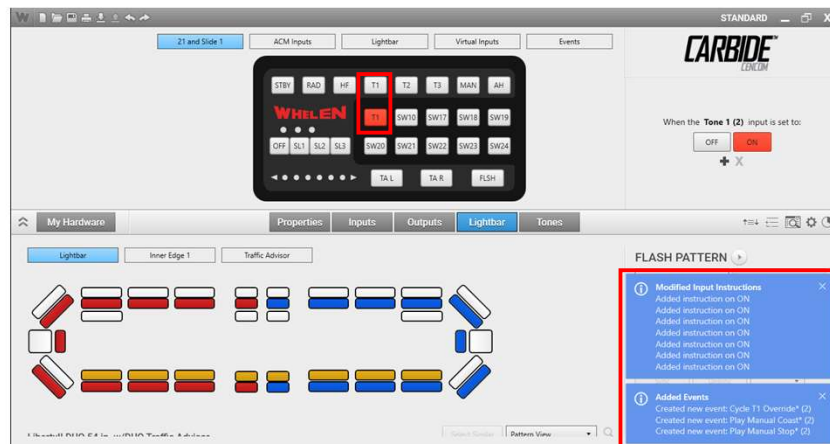 STANDARD
21 and Slide 1
ACM Inputs
Lightbar
Virtual Inputs
Events
CARBIDE™
CENCOM
STBY RAD HF T1 T2 T3 MAN AH
WHELEN T1 SW10 SW17 SW18 SW19
OFF SL1 SL2 SL3 SW20 SW21 SW22 SW23 SW24
TA L TA R FLSH
When the Tone 1 (2) input is set to:
OFF ON
My Hardware
Properties
Inputs
Outputs
Lightbar
Tones
Lightbar
Inner Edge 1
Traffic Advisor
FLASH PATTERN
Modified Input Instructions
Added instruction on ON
Added instruction on ON
Added instruction on ON
Added instruction on ON
Added instruction on ON
Added instruction on ON
Added instruction on ON
Added Events
Created new event: Cycle T1 Override* (2)
Created new event: Play Manual Coast* (2)
Created new event: Play Manual Stop* (2)
Pattern View